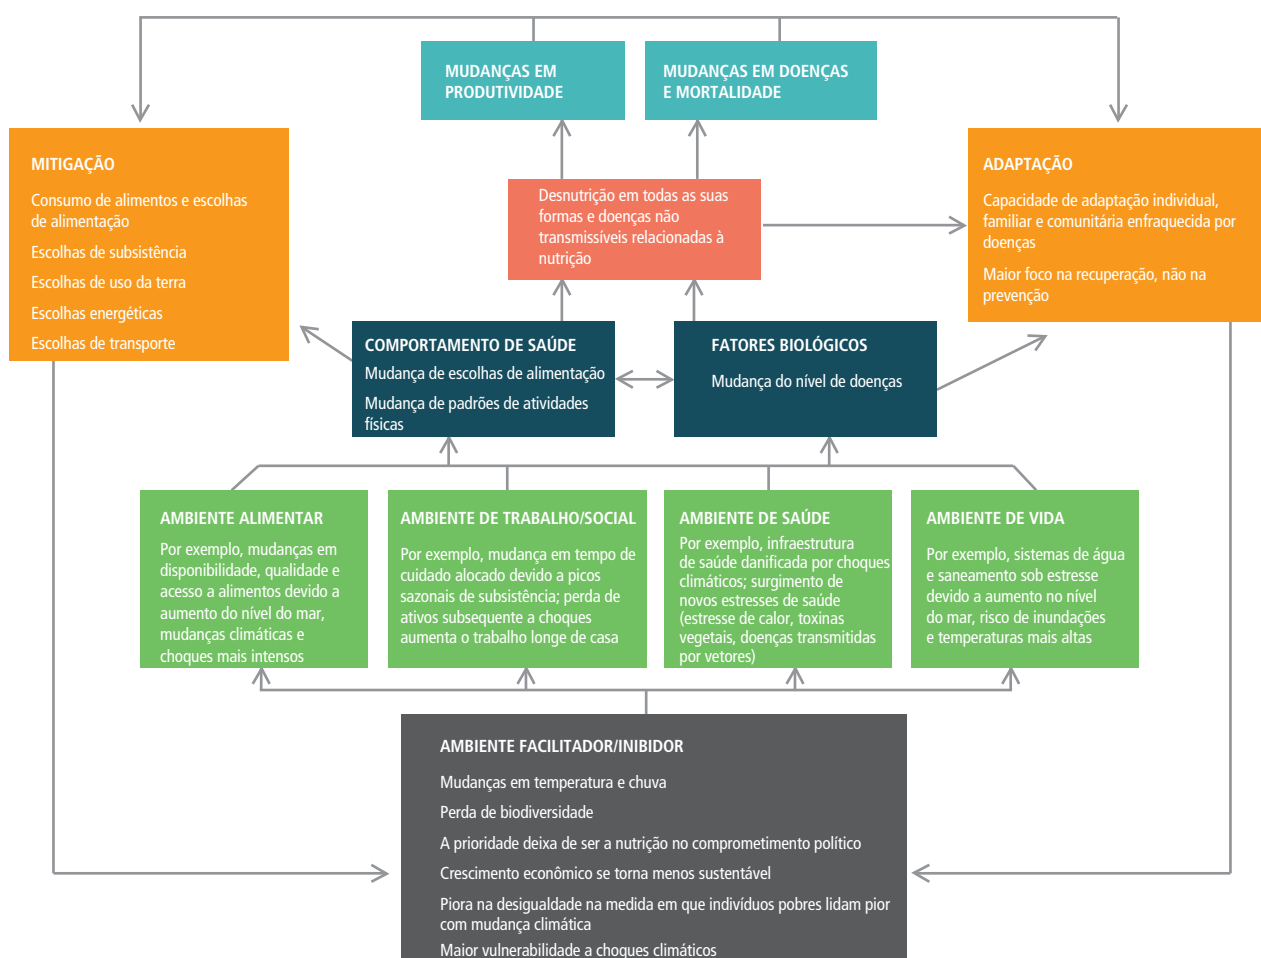 MUDANÇAS EM
PRODUTIVIDADE
MUDANÇAS EM DOENÇAS
E MORTALIDADE
MITIGAÇÃO
Consumo de alimentos e escolhas
de alimentação
Escolhas de subsistência
Escolhas de uso da terra
Escolhas energéticas
Escolhas de transporte
Desnutrição em todas as suas
formas e doenças não
transmissíveis relacionadas à
nutrição
ADAPTAÇÃO
Capacidade de adaptação individual,
familiar e comunitária enfraquecida por
doenças
Maior foco na recuperação, não na
prevenção
COMPORTAMENTO DE SAÚDE
Mudança de escolhas de alimentação
Mudança de padrões de atividades
físicas
FATORES BIOLÓGICOS
Mudança do nível de doenças
AMBIENTE ALIMENTAR
Por exemplo, mudanças em
disponibilidade, qualidade e
acesso a alimentos devido a
aumento do nível do mar,
mudanças climáticas e
choques mais intensos
AMBIENTE DE TRABALHO/SOCIAL
Por exemplo, mudança em tempo de
cuidado alocado devido a picos
sazonais de subsistência; perda de
ativos subsequente a choques
aumenta o trabalho longe de casa
AMBIENTE DE SAÚDE
Por exemplo, infraestrutura
de saúde danificada por choques
climáticos; surgimento de
novos estresses de saúde
(estresse de calor, toxinas
vegetais, doenças transmitidas
por vetores)
AMBIENTE DE VIDA
Por exemplo, sistemas de água
e saneamento sob estresse
devido a aumento no nível
do mar, risco de inundações
e temperaturas mais altas
AMBIENTE FACILITADOR/INIBIDOR
Mudanças em temperatura e chuva
Perda de biodiversidade
A prioridade deixa de ser a nutrição no comprometimento político
Crescimento econômico se torna menos sustentável
Piora na desigualdade na medida em que indivíduos pobres lidam pior
com mudança climática
Maior vulnerabilidade a choques climáticos